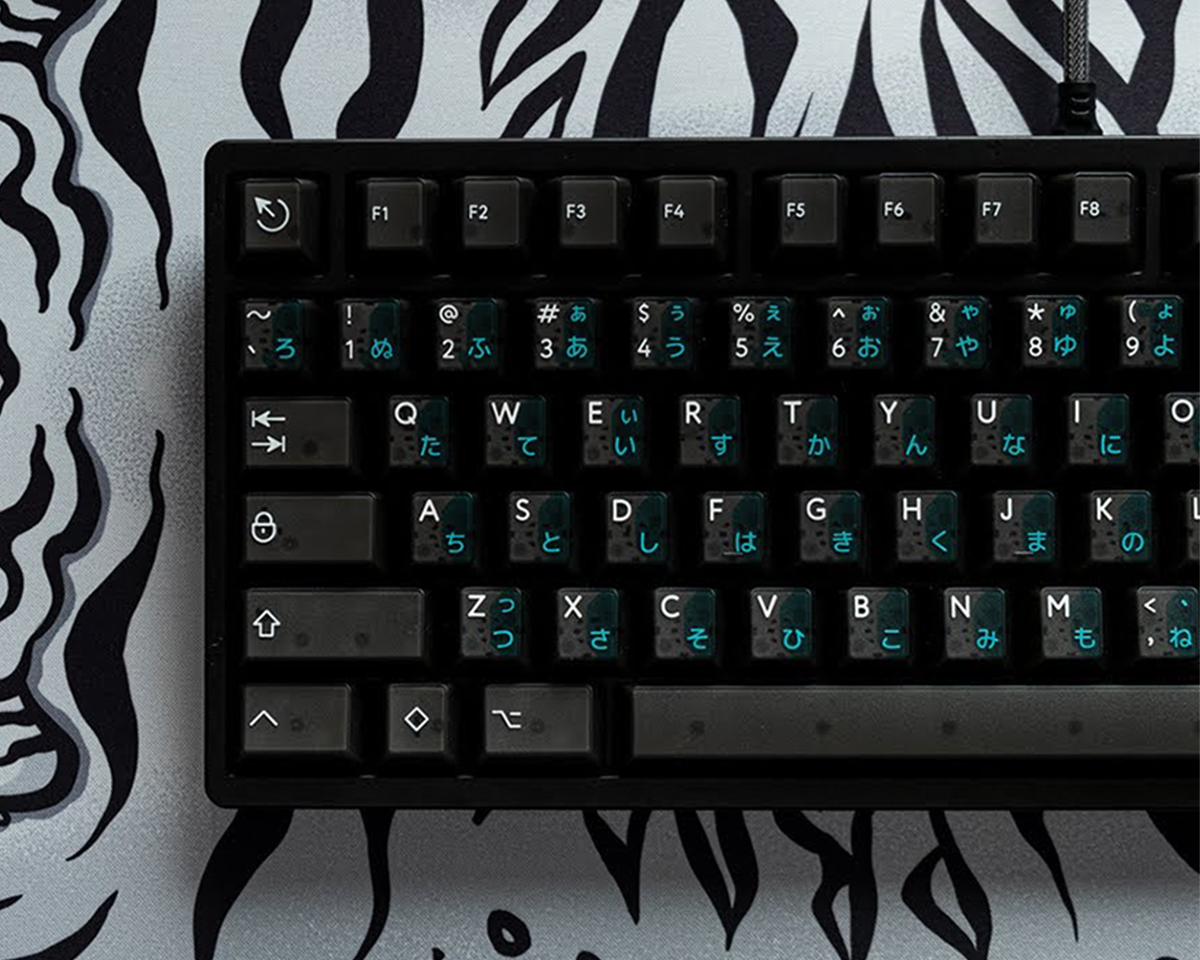 F1 F2 F3 F4 F5 F6 F7 F8
~ ! @ # ぁ $ ぅ % ぇ ^ ぉ & ゃ * ゅ ( ょ
` ろ 1 ぬ 2 ふ 3 あ 4 う 5 え 6 お 7 や 8 ゆ 9 よ
Q W E ぃ R T Y U I O
た て い す か ん な に
A S D F G H J K L
ち と し _は き く _ま の
Z っ X C V B N M < 、
つ さ そ ひ こ み も , ね